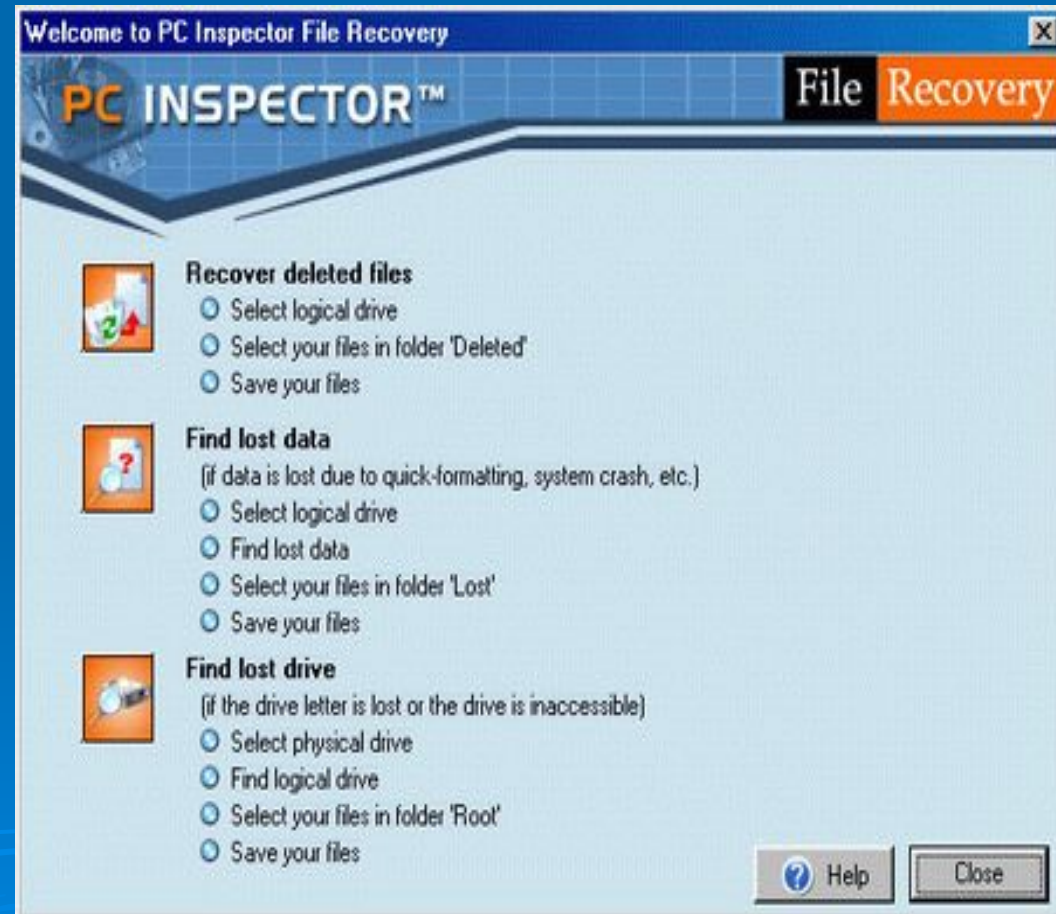 Welcome to PC Inspector File Recovery
PC INSPECTOR™
File Recovery
Recover deleted files
Select logical drive
Select your files in folder 'Deleted'
Save your files
Find lost data
(if data is lost due to quick-formatting, system crash, etc.)
Select logical drive
Find lost data
Select your files in folder 'Lost'
Save your files
Find lost drive
(if the drive letter is lost or the drive is inaccessible)
Select physical drive
Find logical drive
Select your files in folder 'Root'
Save your files
Help
Close